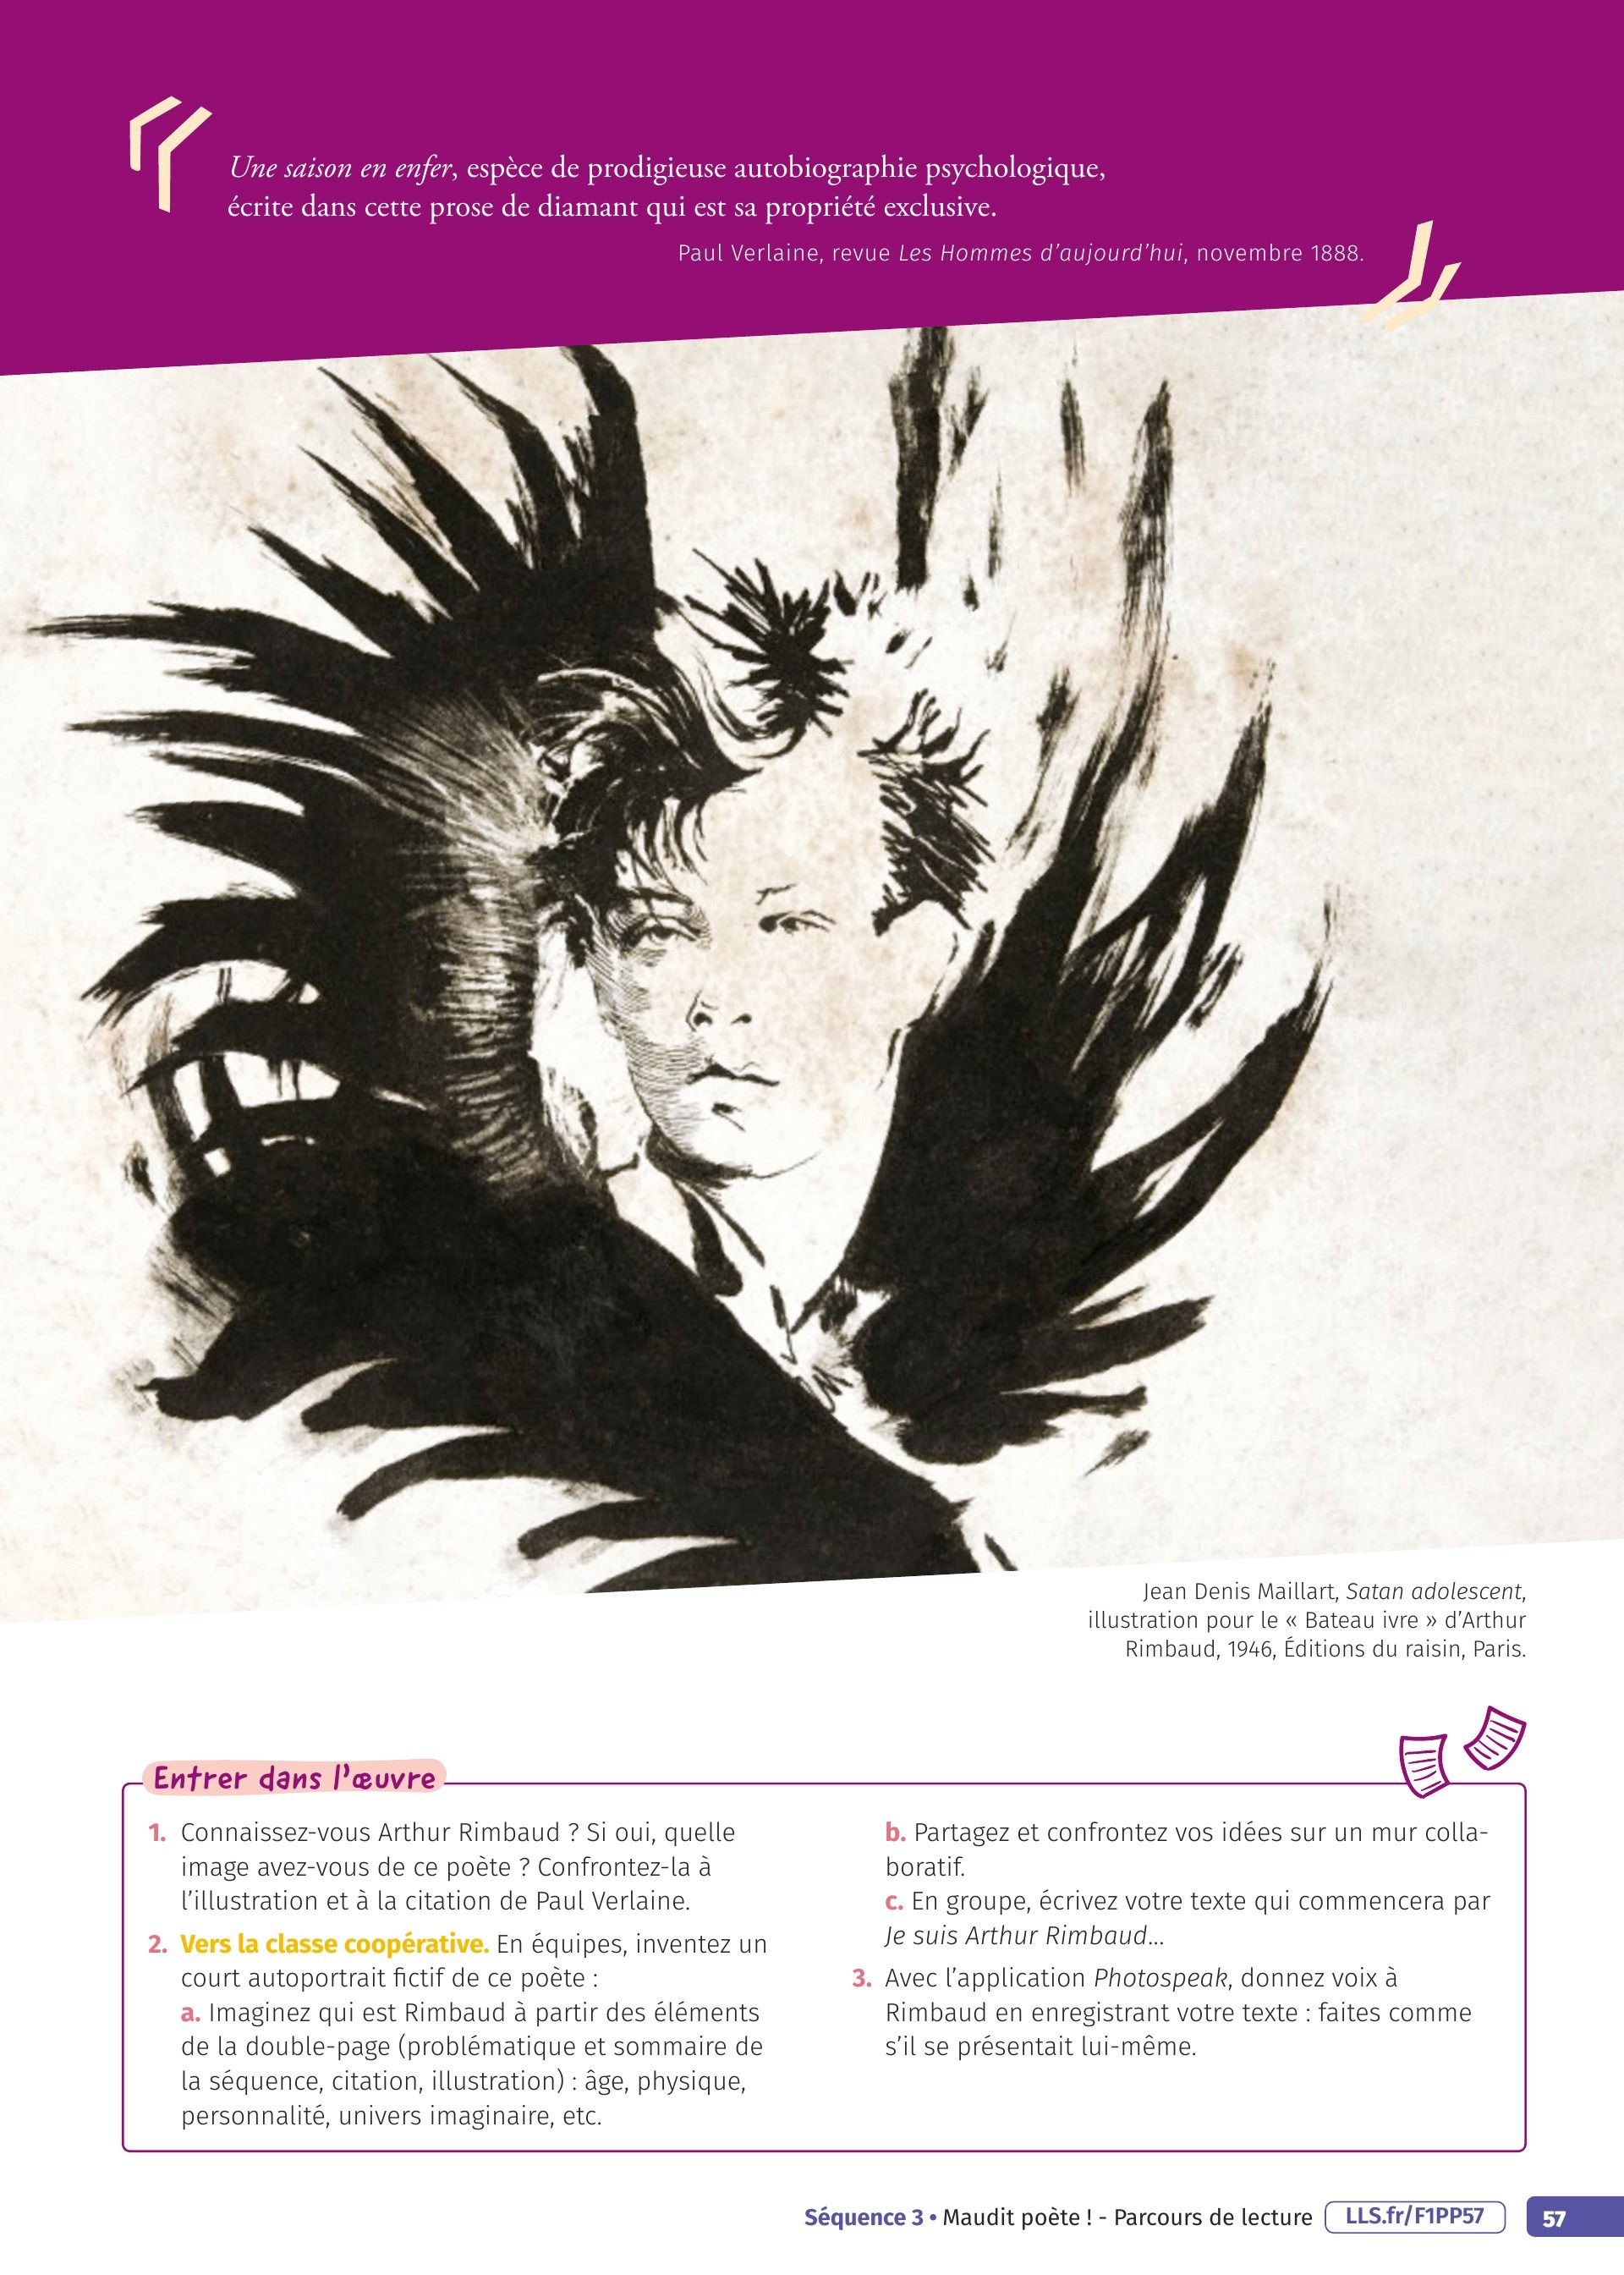 Une saison en enfer, espèce de prodigieuse autobiographie psychologique,
écrite dans cette prose de diamant qui est sa propriété exclusive.
Paul Verlaine, revue Les Hommes d’aujourd’hui, novembre 1888.
Jean Denis Maillart, Satan adolescent,
illustration pour le « Bateau ivre » d’Arthur
Rimbaud, 1946, Éditions du raisin, Paris.
Entrer dans l’œuvre
1. Connaissez-vous Arthur Rimbaud ? Si oui, quelle
image avez-vous de ce poète ? Confrontez-la à
l’illustration et à la citation de Paul Verlaine.
2. Vers la classe coopérative. En équipes, inventez un
court autoportrait fictif de ce poète :
a. Imaginez qui est Rimbaud à partir des éléments
de la double-page (problématique et sommaire de
la séquence, citation, illustration) : âge, physique,
personnalité, univers imaginaire, etc.
b. Partagez et confrontez vos idées sur un mur colla-
boratif.
c. En groupe, écrivez votre texte qui commencera par
Je suis Arthur Rimbaud…
3. Avec l’application Photospeak, donnez voix à
Rimbaud en enregistrant votre texte : faites comme
s’il se présentait lui-même.
Séquence 3 • Maudit poète ! - Parcours de lecture LLS.fr/F1PP57 57